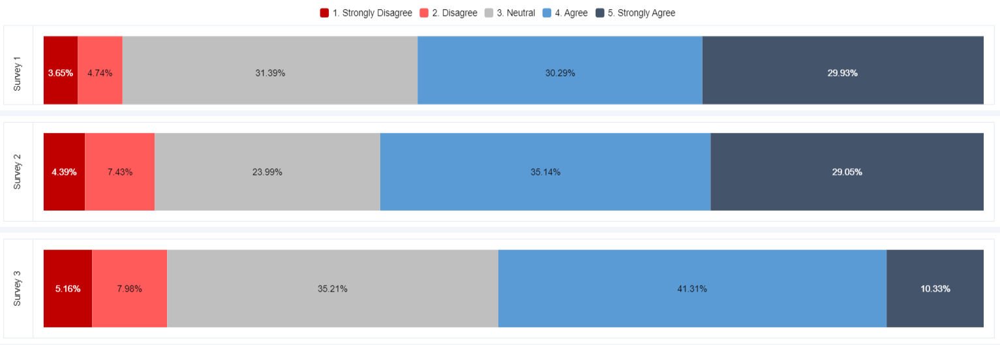 1. Strongly Disagree 2. Disagree 3. Neutral 4. Agree 5. Strongly Agree
Survey 1
3.65% 4.74% 31.39% 30.29% 29.93%
Survey 2
4.39% 7.43% 23.99% 35.14% 29.05%
Survey 3
5.16% 7.98% 35.21% 41.31% 10.33%